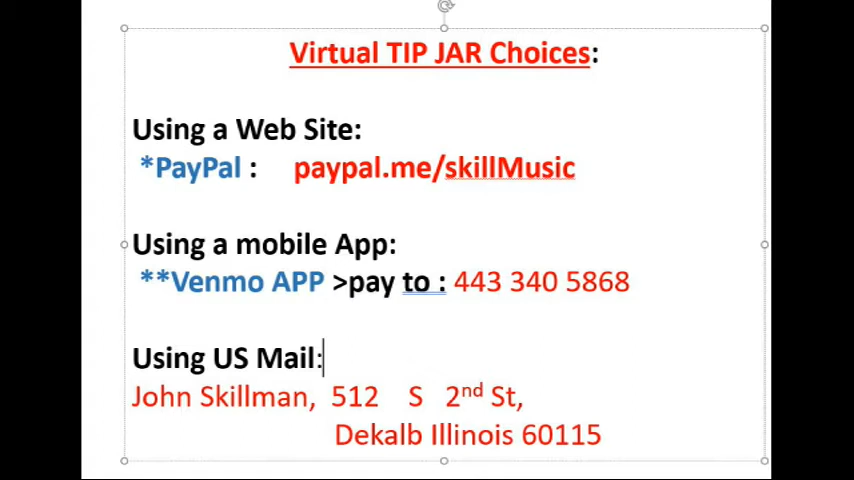 Virtual TIP JAR Choices:
Using a Web Site:
*PayPal : paypal.me/skillMusic
Using a mobile App:
**Venmo APP >pay to : 443 340 5868
Using US Mail:
John Skillman, 512 S 2nd St,
Dekalb Illinois 60115